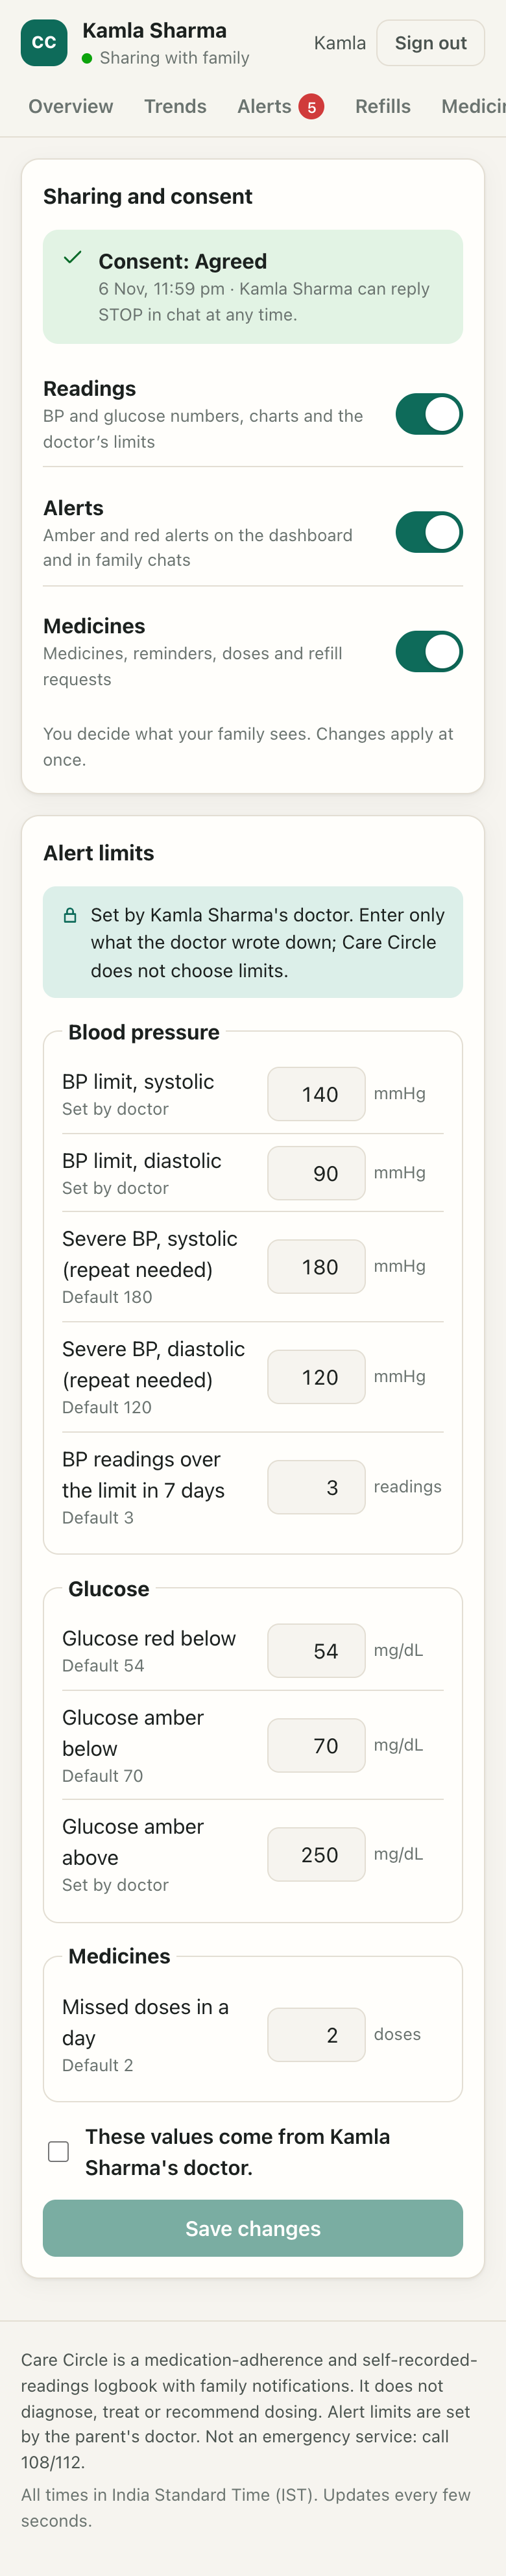 CC
Kamla Sharma
Sharing with family
Kamla
Sign out
Overview
Trends
Alerts 5
Refills
Medicin
Sharing and consent
Consent: Agreed
6 Nov, 11:59 pm · Kamla Sharma can reply
STOP in chat at any time.
Readings
BP and glucose numbers, charts and the
doctor’s limits
Alerts
Amber and red alerts on the dashboard
and in family chats
Medicines
Medicines, reminders, doses and refill
requests
You decide what your family sees. Changes apply at
once.
Alert limits
Set by Kamla Sharma's doctor. Enter only
what the doctor wrote down; Care Circle
does not choose limits.
Blood pressure
BP limit, systolic
Set by doctor
140 mmHg
BP limit, diastolic
Set by doctor
90 mmHg
Severe BP, systolic
(repeat needed)
Default 180
180 mmHg
Severe BP, diastolic
(repeat needed)
Default 120
120 mmHg
BP readings over
the limit in 7 days
Default 3
3 readings
Glucose
Glucose red below
Default 54
54 mg/dL
Glucose amber
below
Default 70
70 mg/dL
Glucose amber
above
Set by doctor
250 mg/dL
Medicines
Missed doses in a
day
Default 2
2 doses
These values come from Kamla
Sharma's doctor.
Save changes
Care Circle is a medication-adherence and self-recorded-
readings logbook with family notifications. It does not
diagnose, treat or recommend dosing. Alert limits are set
by the parent's doctor. Not an emergency service: call
108/112.
All times in India Standard Time (IST). Updates every few
seconds.